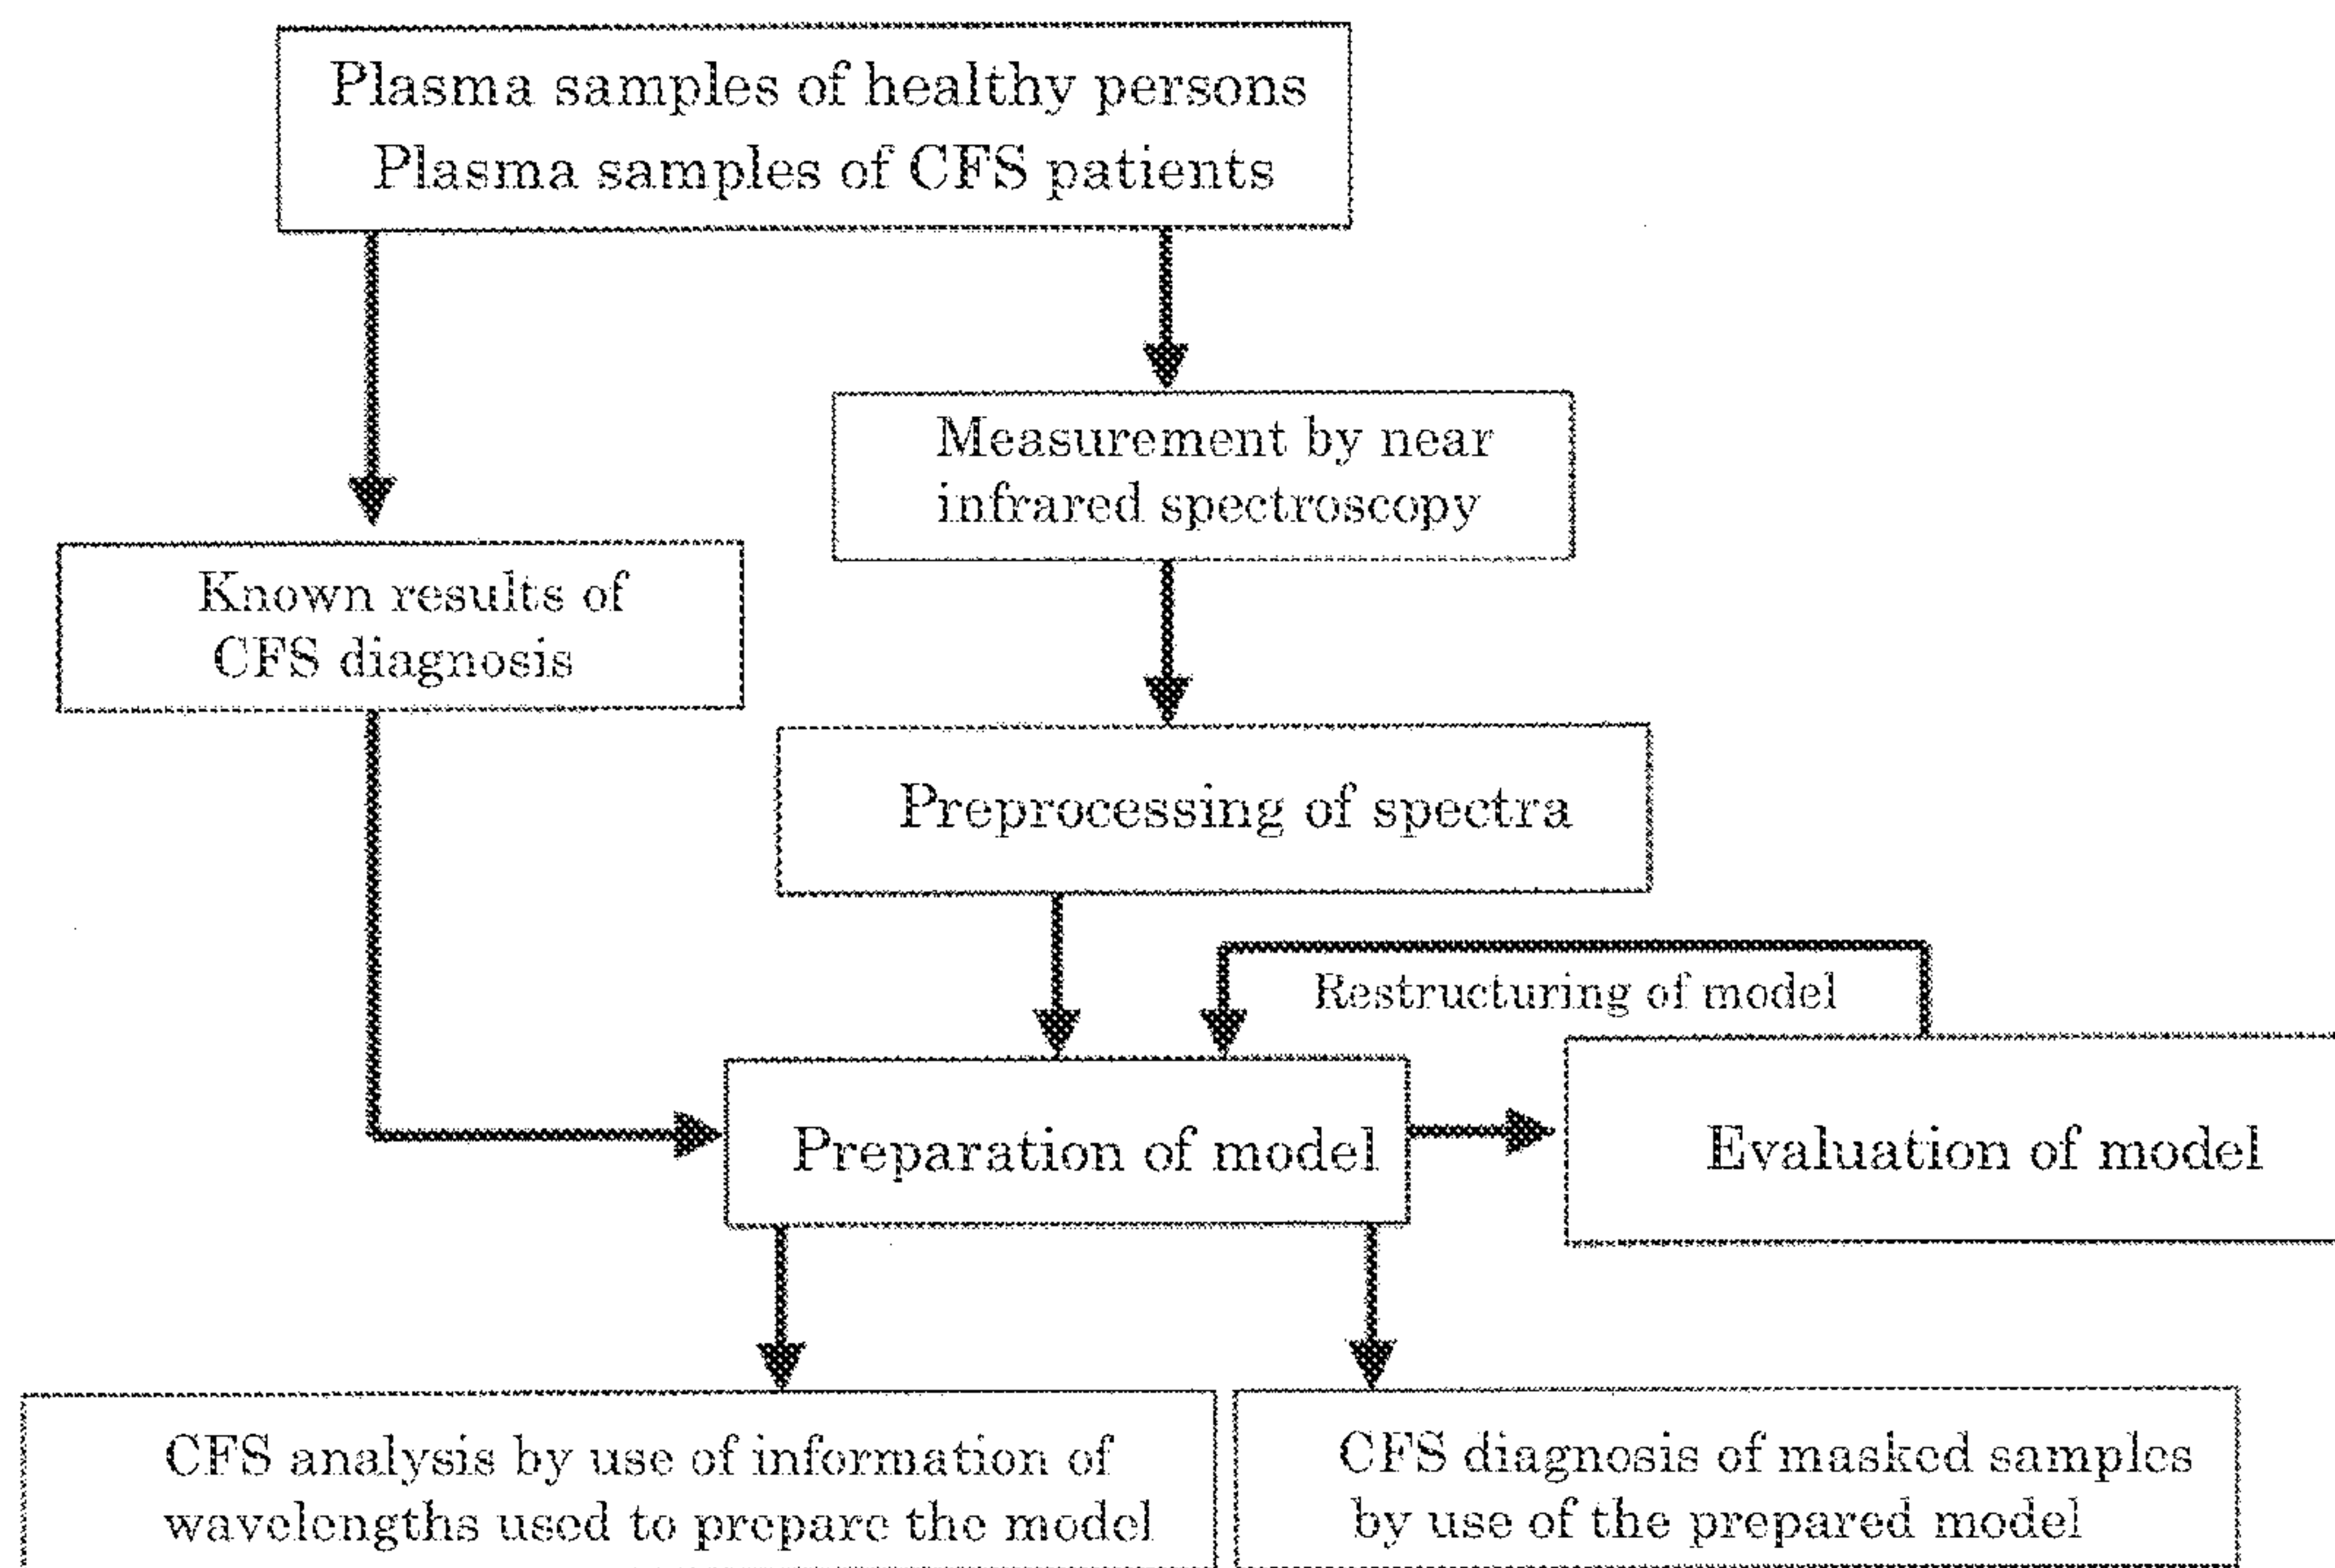 Plasma samples of healthy persons
Plasma samples of CFS patients
Measurement by near
infrared spectroscopy
Known results of
CFS diagnosis
Preprocessing of spectra
Restructuring of model
Preparation of model
Evaluation of model
CFS analysis by use of information of
wavelengths used to prepare the model
CFS diagnosis of masked samples
by use of the prepared model